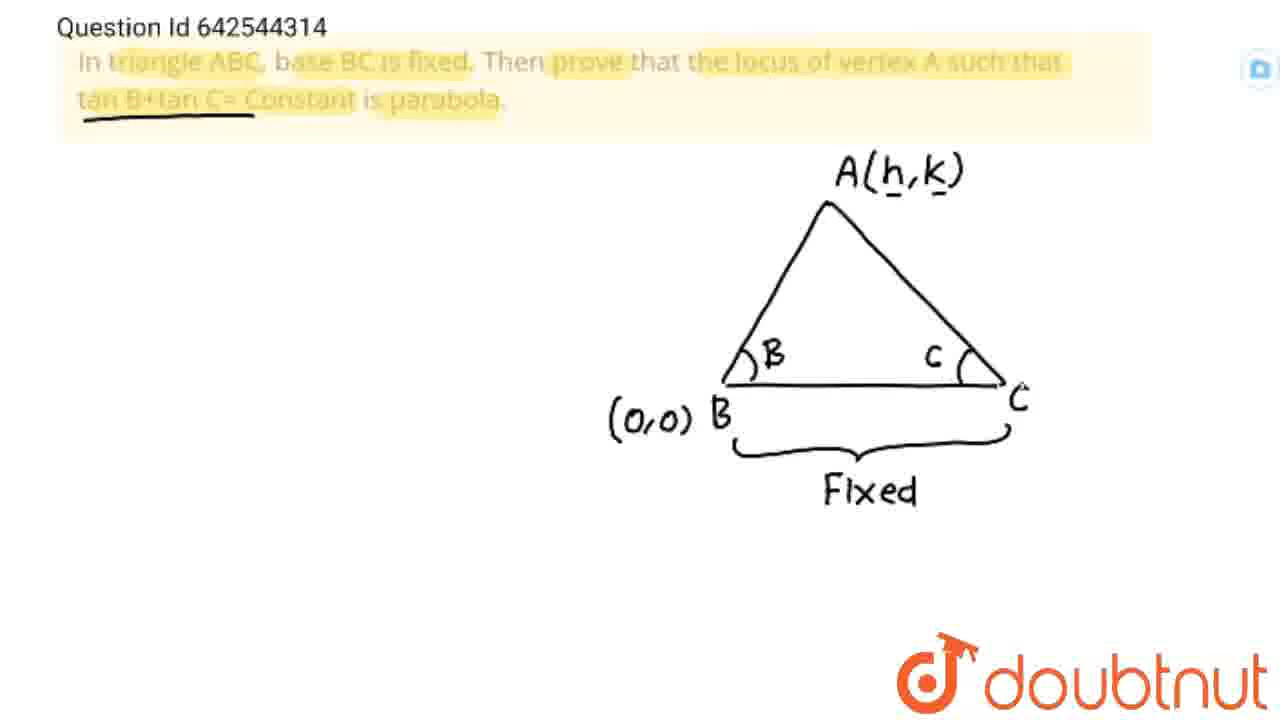 Question Id 642544314
In triangle ABC, base BC is fixed. Then prove that the locus of vertex A such that
tan B+tan C= Constant is parabola.
A(h,k)
B
C
(0,0) B
C
Fixed
doubtnut